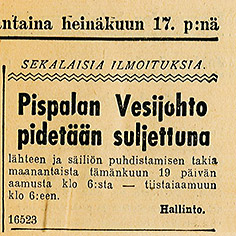 antaina heinäkuun 17. p:nä
SEKALAISIA ILMOITUKSIA.
Pispalan Vesijohto
pidetään suljettuna
lähteen ja säiliön puhdistamisen takia
maanantaista tämänkuun 19 päivän
aamusta klo 6:sta — tiistaiaamuun
klo 6:een.
Hallinto.
16523